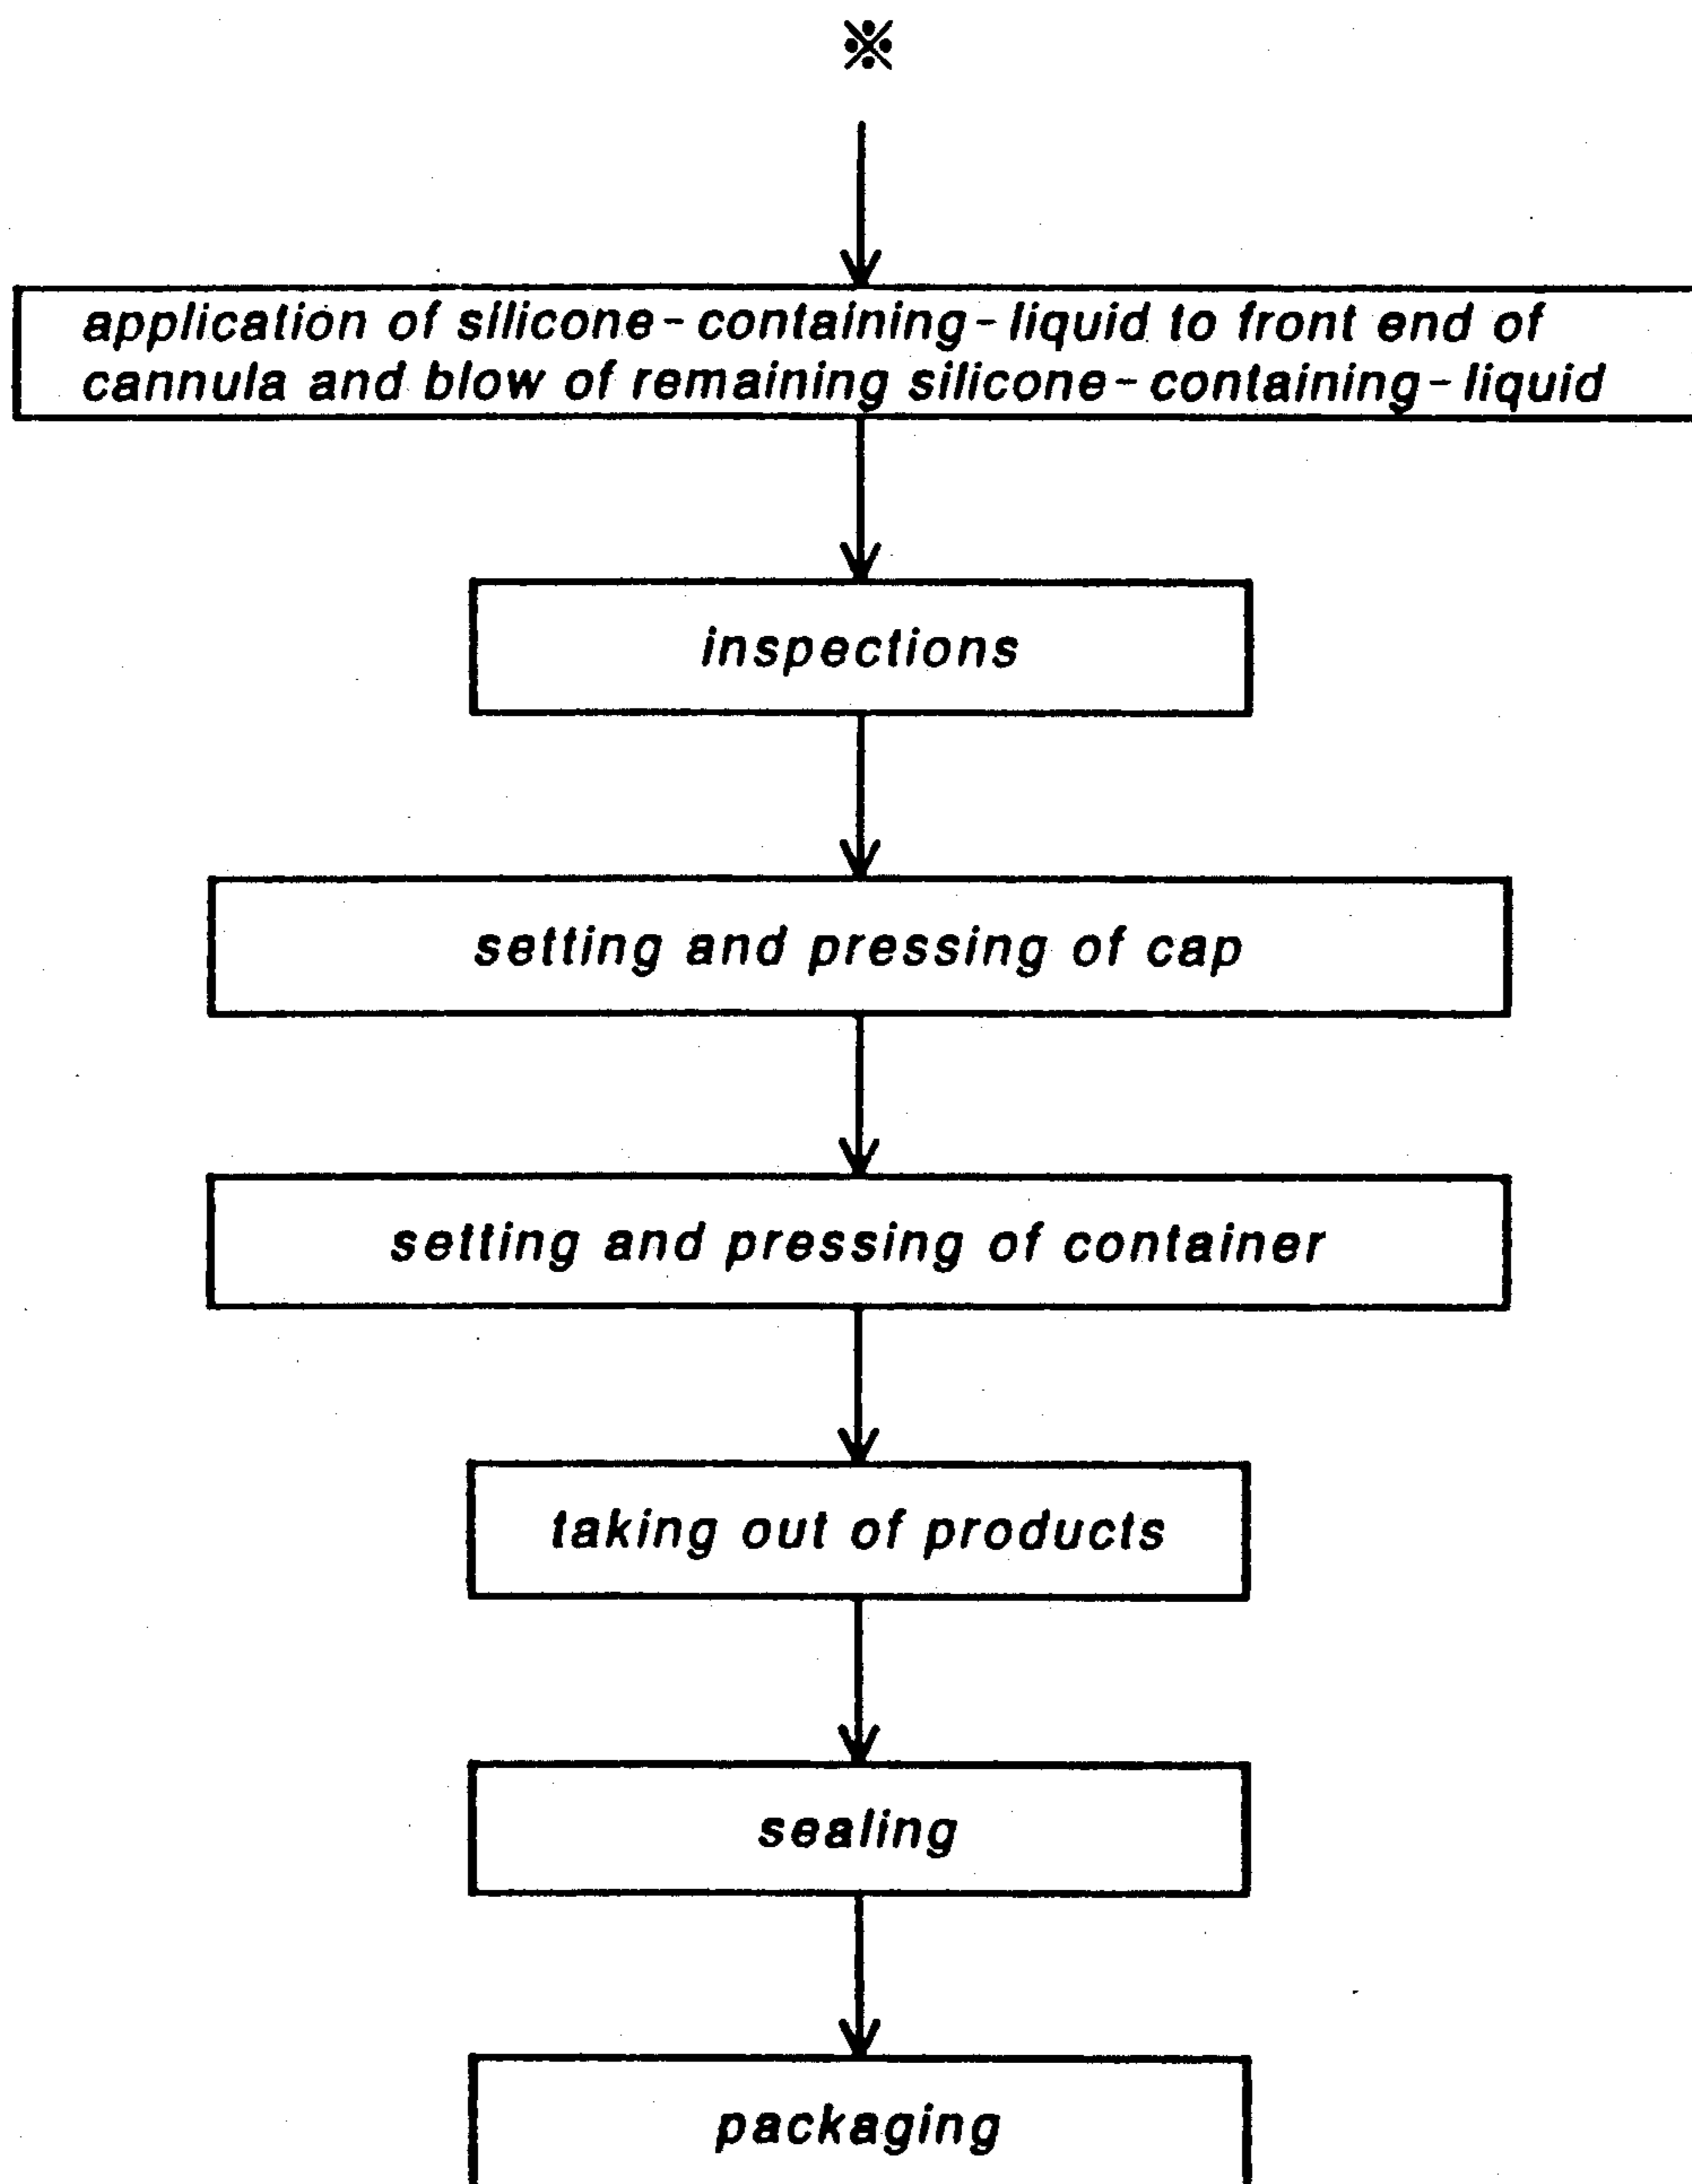 ※
application of silicone-containing-liquid to front end of
cannula and blow of remaining silicone-containing-liquid
inspections
setting and pressing of cap
setting and pressing of container
taking out of products
sealing
packaging